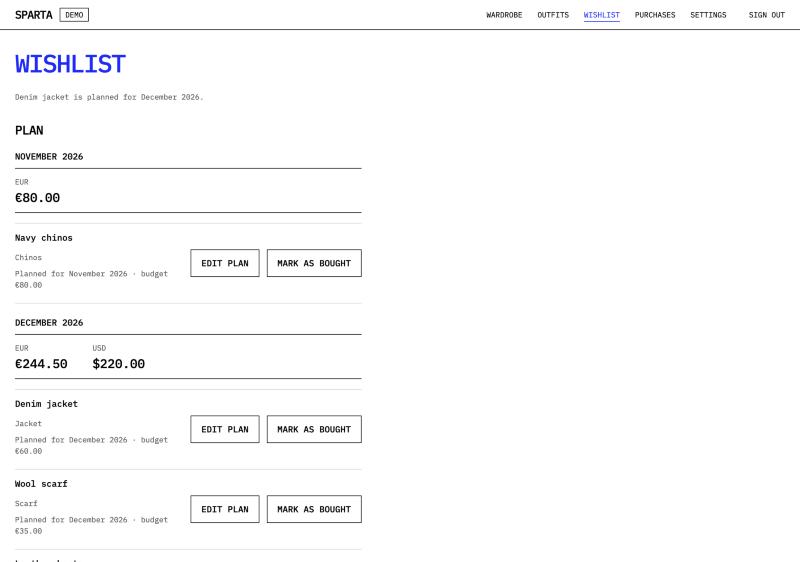 SPARTA DEMO WARDROBE OUTFITS WISHLIST PURCHASES SETTINGS SIGN OUT
WISHLIST
Denim jacket is planned for December 2026.
PLAN
NOVEMBER 2026
EUR
€80.00
Navy chinos
Chinos
Planned for November 2026 · budget
€80.00
EDIT PLAN MARK AS BOUGHT
DECEMBER 2026
EUR USD
€244.50 $220.00
Denim jacket
Jacket
Planned for December 2026 · budget
€60.00
EDIT PLAN MARK AS BOUGHT
Wool scarf
Scarf
Planned for December 2026 · budget
€35.00
EDIT PLAN MARK AS BOUGHT